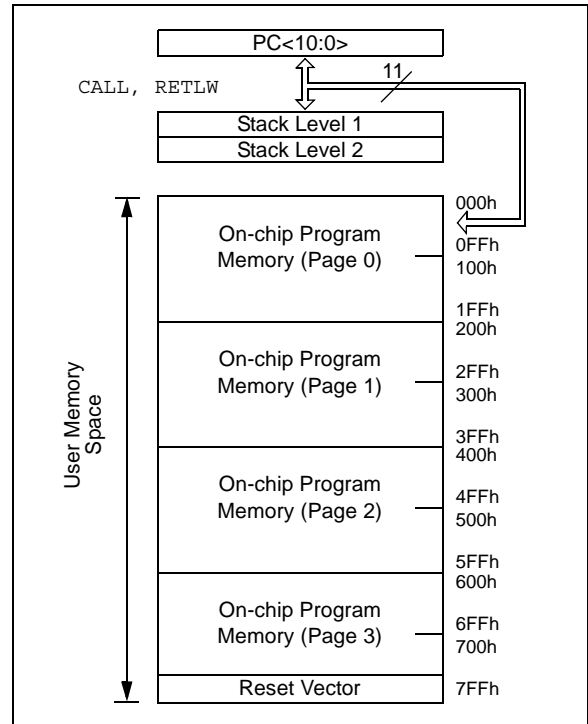 PC<10:0>
11
CALL, RETLW
Stack Level 1
Stack Level 2
000h
On-chip Program
Memory (Page 0)
0FFh
100h
1FFh
200h
On-chip Program
Memory (Page 1)
2FFh
300h
User Memory
Space
3FFh
400h
On-chip Program
Memory (Page 2)
4FFh
500h
5FFh
600h
On-chip Program
Memory (Page 3)
6FFh
700h
Reset Vector
7FFh